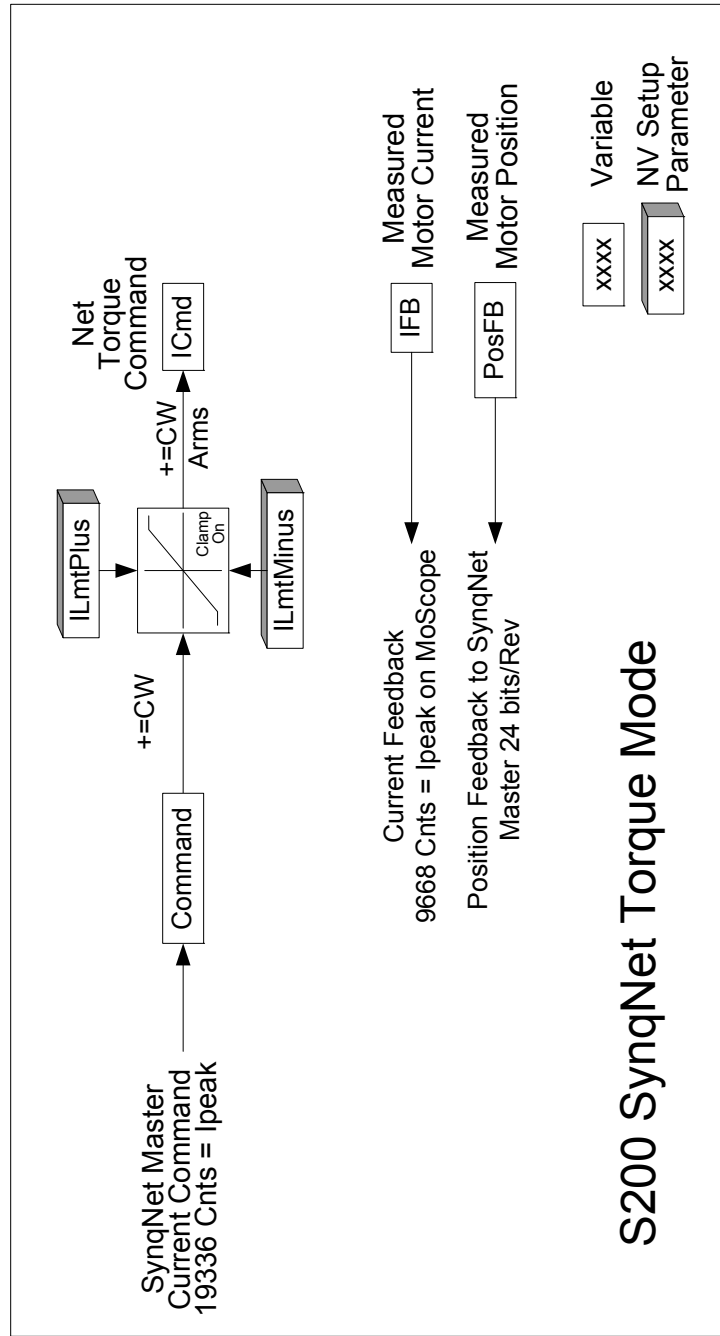 SynqNet Master
Current Command
19336 Cnts = Ipeak
Command
+=CW
ILmtPlus
Clamp
On
ILmtMinus
+=CW
Arms
Net
Torque
Command
ICmd
Current Feedback
9668 Cnts = Ipeak on MoScope
IFB
Measured
Motor Current
Position Feedback to SynqNet
Master 24 bits/Rev
PosFB
Measured
Motor Position
S200 SynqNet Torque Mode
xxxx
Variable
xxxx
NV Setup
Parameter